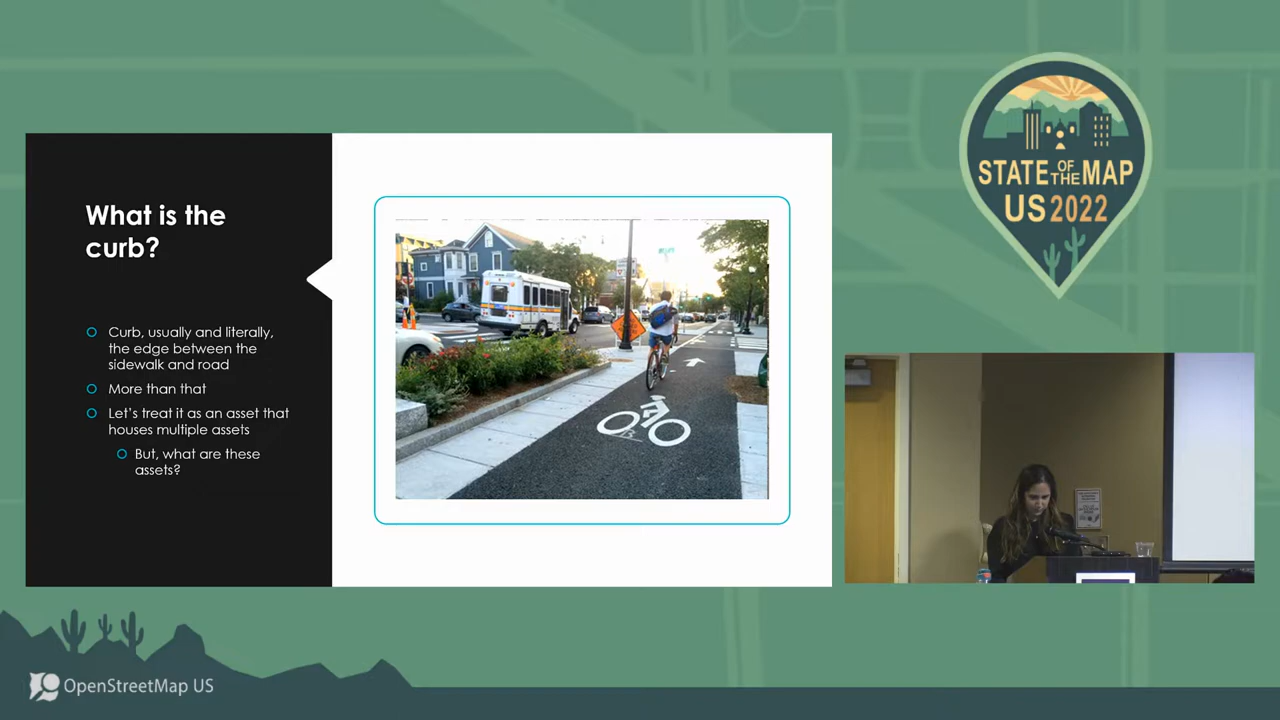 What is the
curb?
Curb, usually and literally,
the edge between the
sidewalk and road
More than that
Let's treat it as an asset that
houses multiple assets
But, what are these
assets?
STATE OF THE MAP
US 2022
OpenStreetMap US